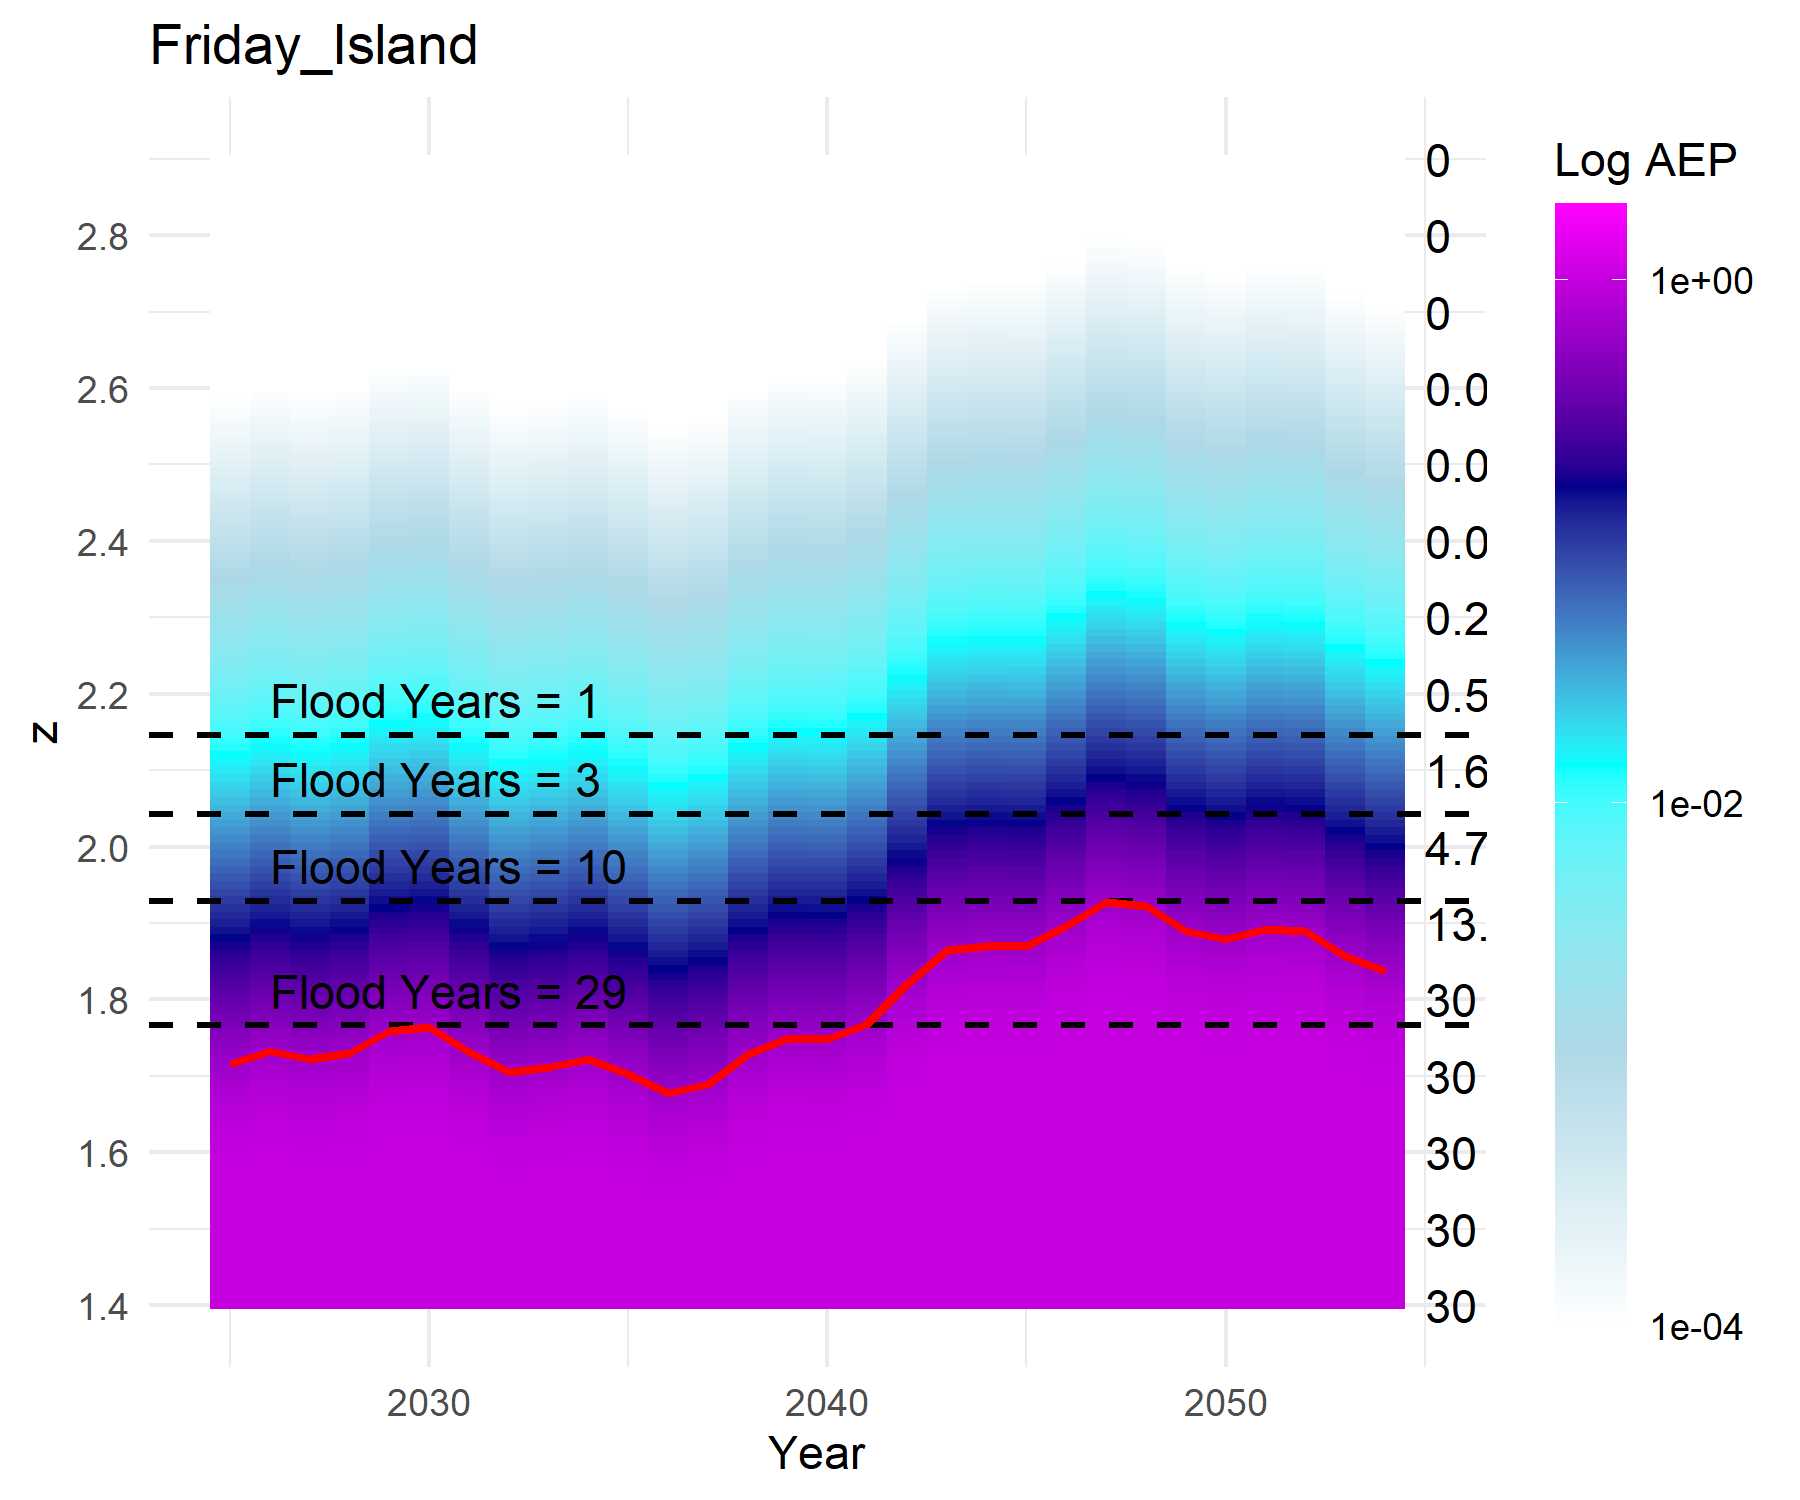 Friday_Island
Log AEP
1e+00
1e-02
1e-04
z
2.8
2.6
2.4
2.2
2.0
1.8
1.6
1.4
Flood Years = 1
Flood Years = 3
Flood Years = 10
Flood Years = 29
0
0
0
0.0
0.0
0.0
0.2
0.5
1.6
4.7
13.
30
30
30
30
30
2030
2040
2050
Year